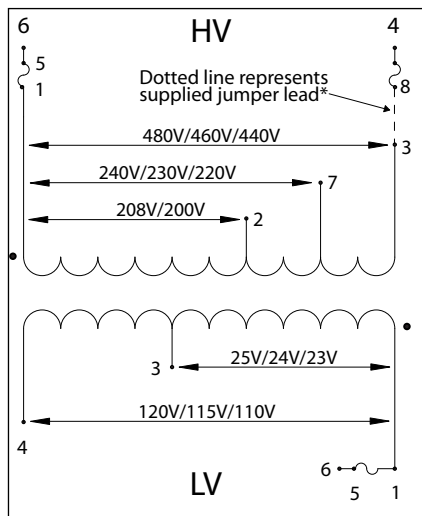 HV
6
4
5
1
8
Dotted line represents
supplied jumper lead*
480V/460V/440V
3
240V/230V/220V
7
208V/200V
2
25V/24V/23V
3
120V/115V/110V
4
6
5
1
LV